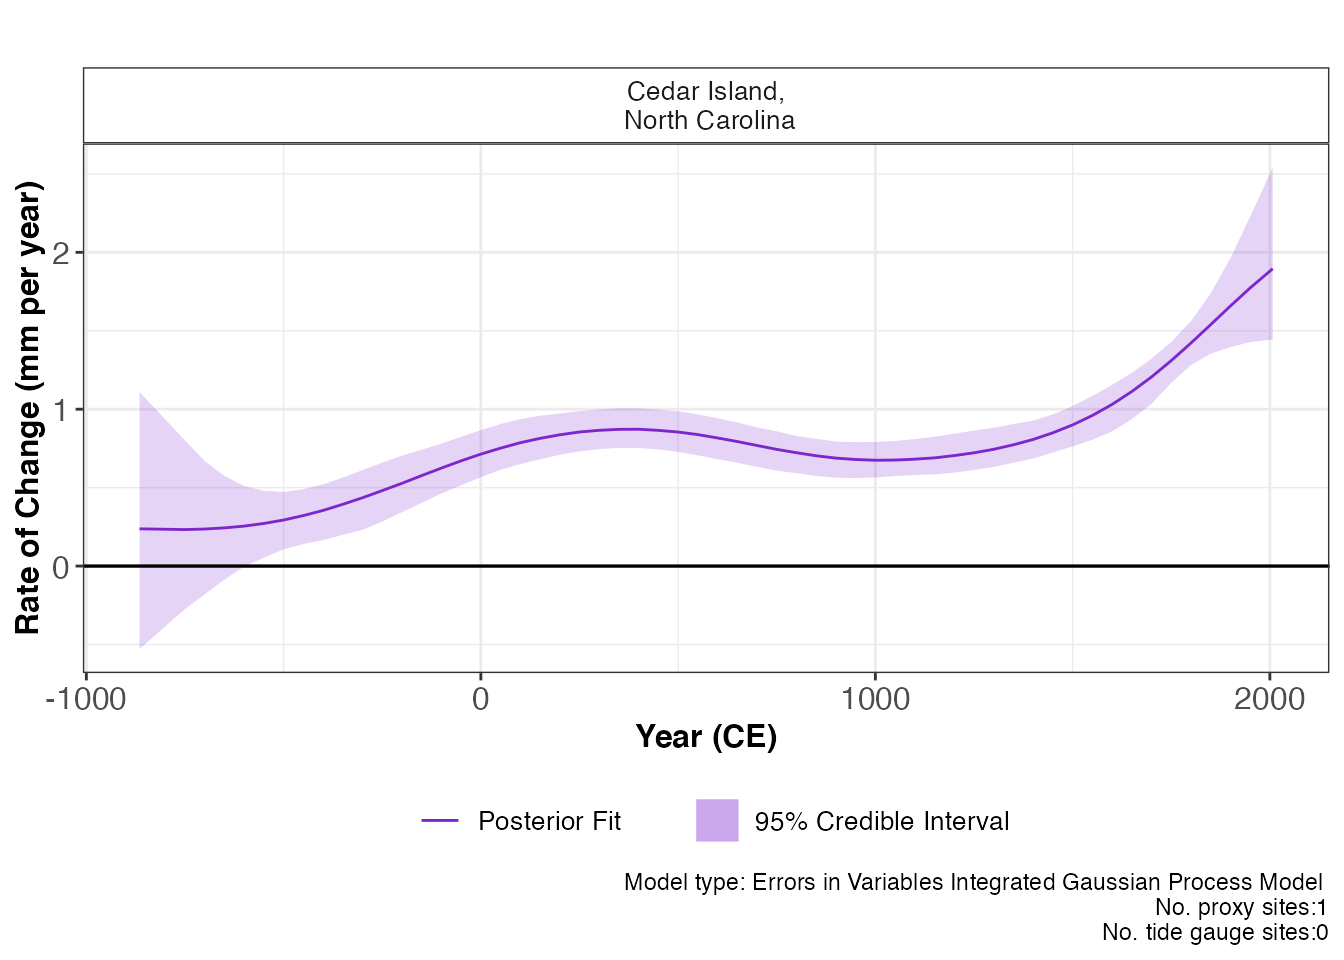 Cedar Island,
North Carolina
Rate of Change (mm per year)
2
1
0
-1000
0
1000
2000
Year (CE)
Posterior Fit
95% Credible Interval
Model type: Errors in Variables Integrated Gaussian Process Model
No. proxy sites:1
No. tide gauge sites:0